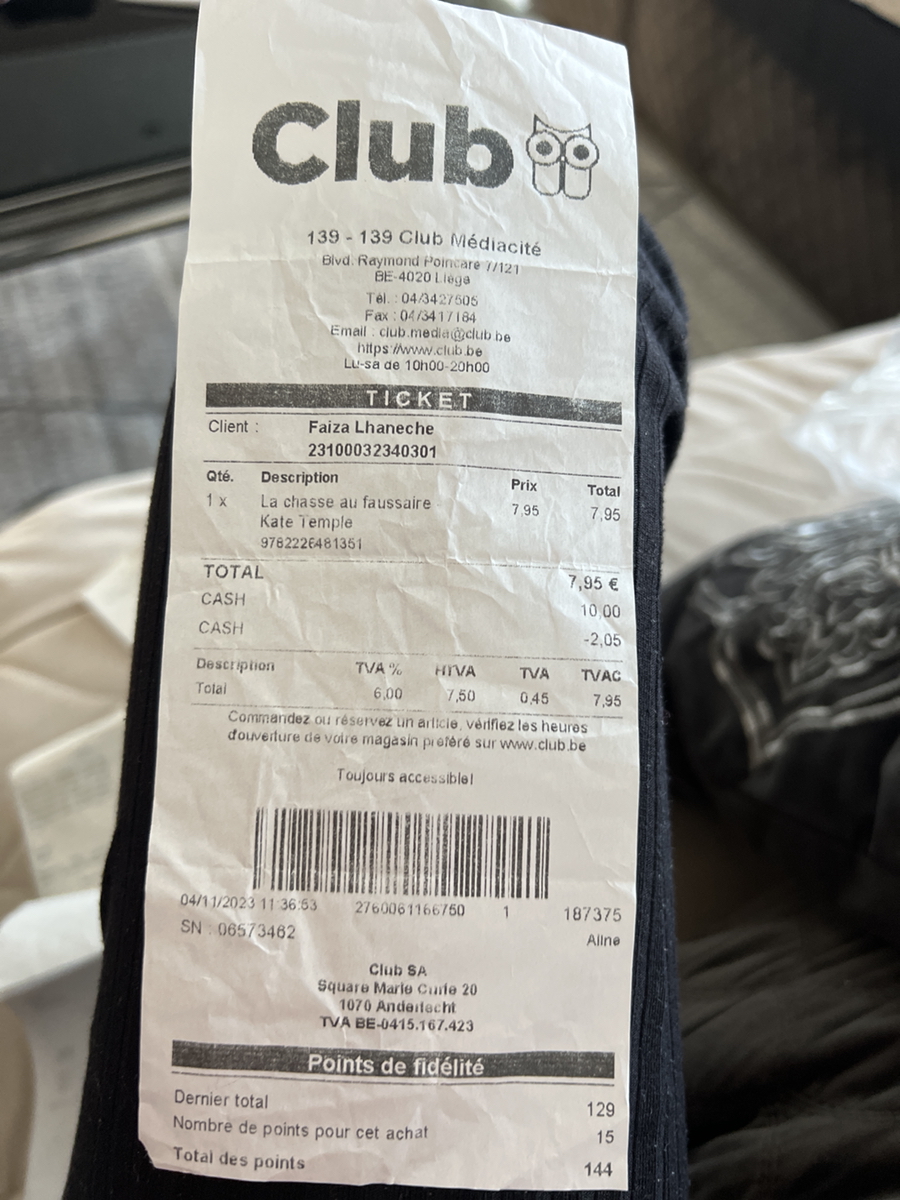 Club
139 - 139 Club Médiacité
Blvd. Raymond Poincaré 7/121
BE-4020 Liège
Tél. : 04/3427505
Fax : 04/3417184
Email : club.media@club.be
https://www.club.be
Lu-sa de 10h00-20h00
TICKET
Client : Faiza Lhaneche
23100032340301
Qté. Description Prix Total
1 x La chasse au faussaire 7,95 7,95
Kate Temple
9782226481351
TOTAL 7,95 €
CASH 10,00
CASH -2,05
Description TVA % HTVA TVA TVAC
Total 6,00 7,50 0,45 7,95
Commandez ou réservez un article, vérifiez les heures
d'ouverture de votre magasin préféré sur www.club.be
Toujours accessible!
04/11/2023 11:36:53 2760061166750 1 187375
SN : 06573462 Aline
Club SA
Square Marie Curie 20
1070 Anderlecht
TVA BE-0415.167.423
Points de fidélité
Dernier total 129
Nombre de points pour cet achat 15
Total des points 144